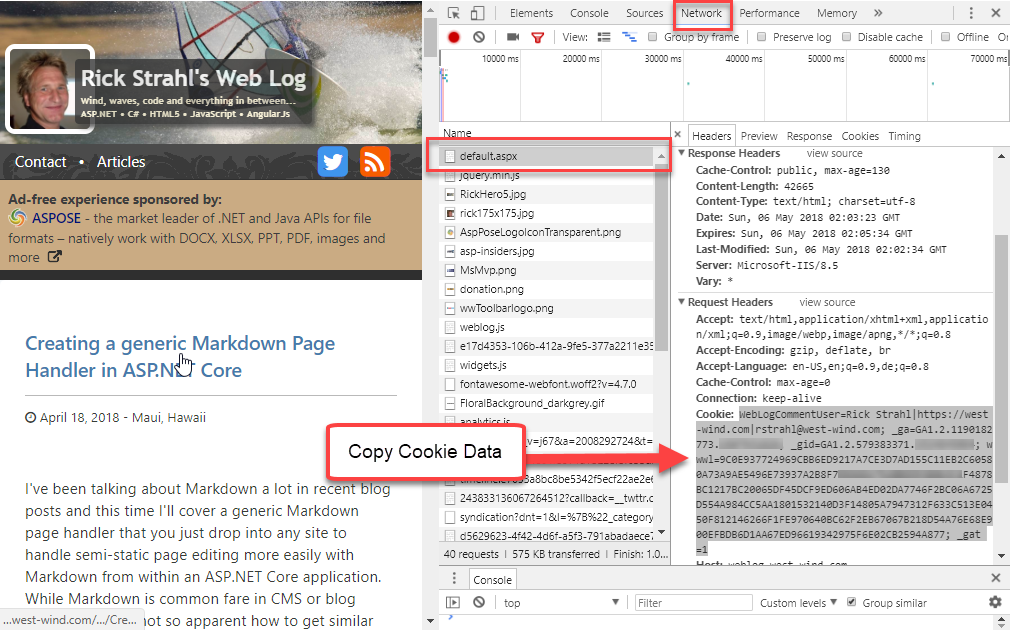 Rick Strahl's Web Log
Wind, waves, code and everything in between...
ASP.NET • C# • HTML5 • JavaScript • AngularJs
Contact • Articles
Ad-free experience sponsored by:
ASPOSE - the market leader of .NET and Java APIs for file
formats – natively work with DOCX, XLSX, PPT, PDF, images and
more
Creating a generic Markdown Page
Handler in ASP.NET Core
April 18, 2018 - Maui, Hawaii
I've been talking about Markdown a lot in recent blog
posts and this time I'll cover a generic Markdown
page handler that you just drop into any site to
handle semi-static page editing more easily with
Markdown from within an ASP.NET Core application.
While Markdown is common fare in CMS or blog
not so apparent how to get similar
...west-wind.com/.../Cre...
Elements Console Sources Network Performance Memory »
View: Group by frame Preserve log Disable cache Offline
10000 ms 20000 ms 30000 ms 40000 ms 50000 ms 60000 ms 70000 ms
Name
default.aspx
jquery.min.js
RickHero5.jpg
rick175x175.jpg
AspPoseLogoIconTransparent.png
asp-insiders.jpg
MsMvp.png
donation.png
wwToolbarlogo.png
weblog.js
e17d4353-106b-412a-9fe5-377a2211e35
widgets.js
fontawesome-webfont.woff2?v=4.7.0
FloralBackground_darkgrey.gif
analytics.js
_v=j67&a=2008292724&t=
243833136067264512?callback=__twttr.c
syndication?dnt=1&l=%7B%22_category
d5629623-4f42-4d6f-a5f3-791abadaece7
40 requests | 575 KB transferred | Finish: 1.0...
Copy Cookie Data
× Headers Preview Response Cookies Timing
Response Headers view source
Cache-Control: public, max-age=130
Content-Length: 42665
Content-Type: text/html; charset=utf-8
Date: Sun, 06 May 2018 02:03:23 GMT
Expires: Sun, 06 May 2018 02:05:34 GMT
Last-Modified: Sun, 06 May 2018 02:02:34 GMT
Server: Microsoft-IIS/8.5
Vary: *
Request Headers view source
Accept: text/html,application/xhtml+xml,applicatio
n/xml;q=0.9,image/webp,image/apng,*/*;q=0.8
Accept-Encoding: gzip, deflate, br
Accept-Language: en-US,en;q=0.9,de;q=0.8
Cache-Control: max-age=0
Connection: keep-alive
Cookie: WebLogCommentUser=Rick Strahl|https://west
-wind.com|rstrahl@west-wind.com; _ga=GA1.2.1190182
773. ; _gid=GA1.2.579383371. ; w
wwl=9C0E937724969CBB6ED9217A7CE3D7AD155C11EB2C6058
0A73A9AE5496E73937A2B8F7 F4878
BC1217BC20065DF45DCF9ED606AB4ED02DA7746F2BC06A6725
D554A984CC5AA1801532140D3F14805A7947312F633C513E04
50F812146266F1FE970640BC62F2EB67067B218D54A76E68E9
00EFBDB6D1AA67ED96619342975F6E02CB2594A877; _gat
=1
Host: weblog.west-wind.com
Console
top Filter Custom levels Group similar